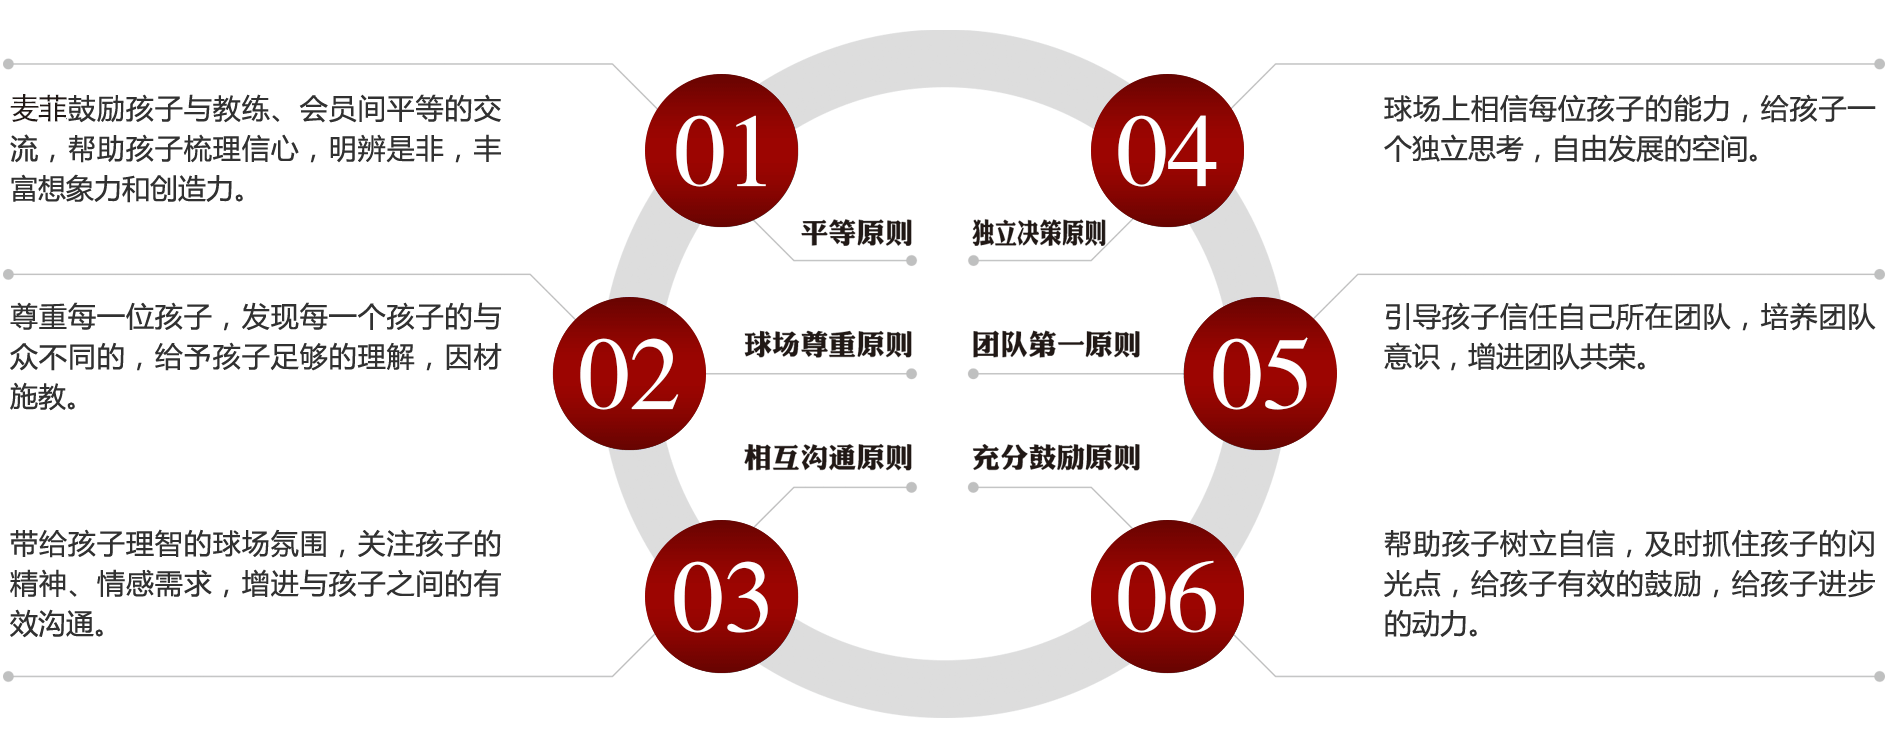 01
平等原则
麦菲鼓励孩子与教练、会员间平等的交
流，帮助孩子梳理信心，明辨是非，丰
富想象力和创造力。
02
球场尊重原则
尊重每一位孩子，发现每一个孩子的与
众不同的，给予孩子足够的理解，因材
施教。
03
相互沟通原则
带给孩子理智的球场氛围，关注孩子的
精神、情感需求，增进与孩子之间的有
效沟通。
04
独立决策原则
球场上相信每位孩子的能力，给孩子一
个独立思考，自由发展的空间。
05
团队第一原则
引导孩子信任自己所在团队，培养团队
意识，增进团队共荣。
06
充分鼓励原则
帮助孩子树立自信，及时抓住孩子的闪
光点，给孩子有效的鼓励，给孩子进步
的动力。